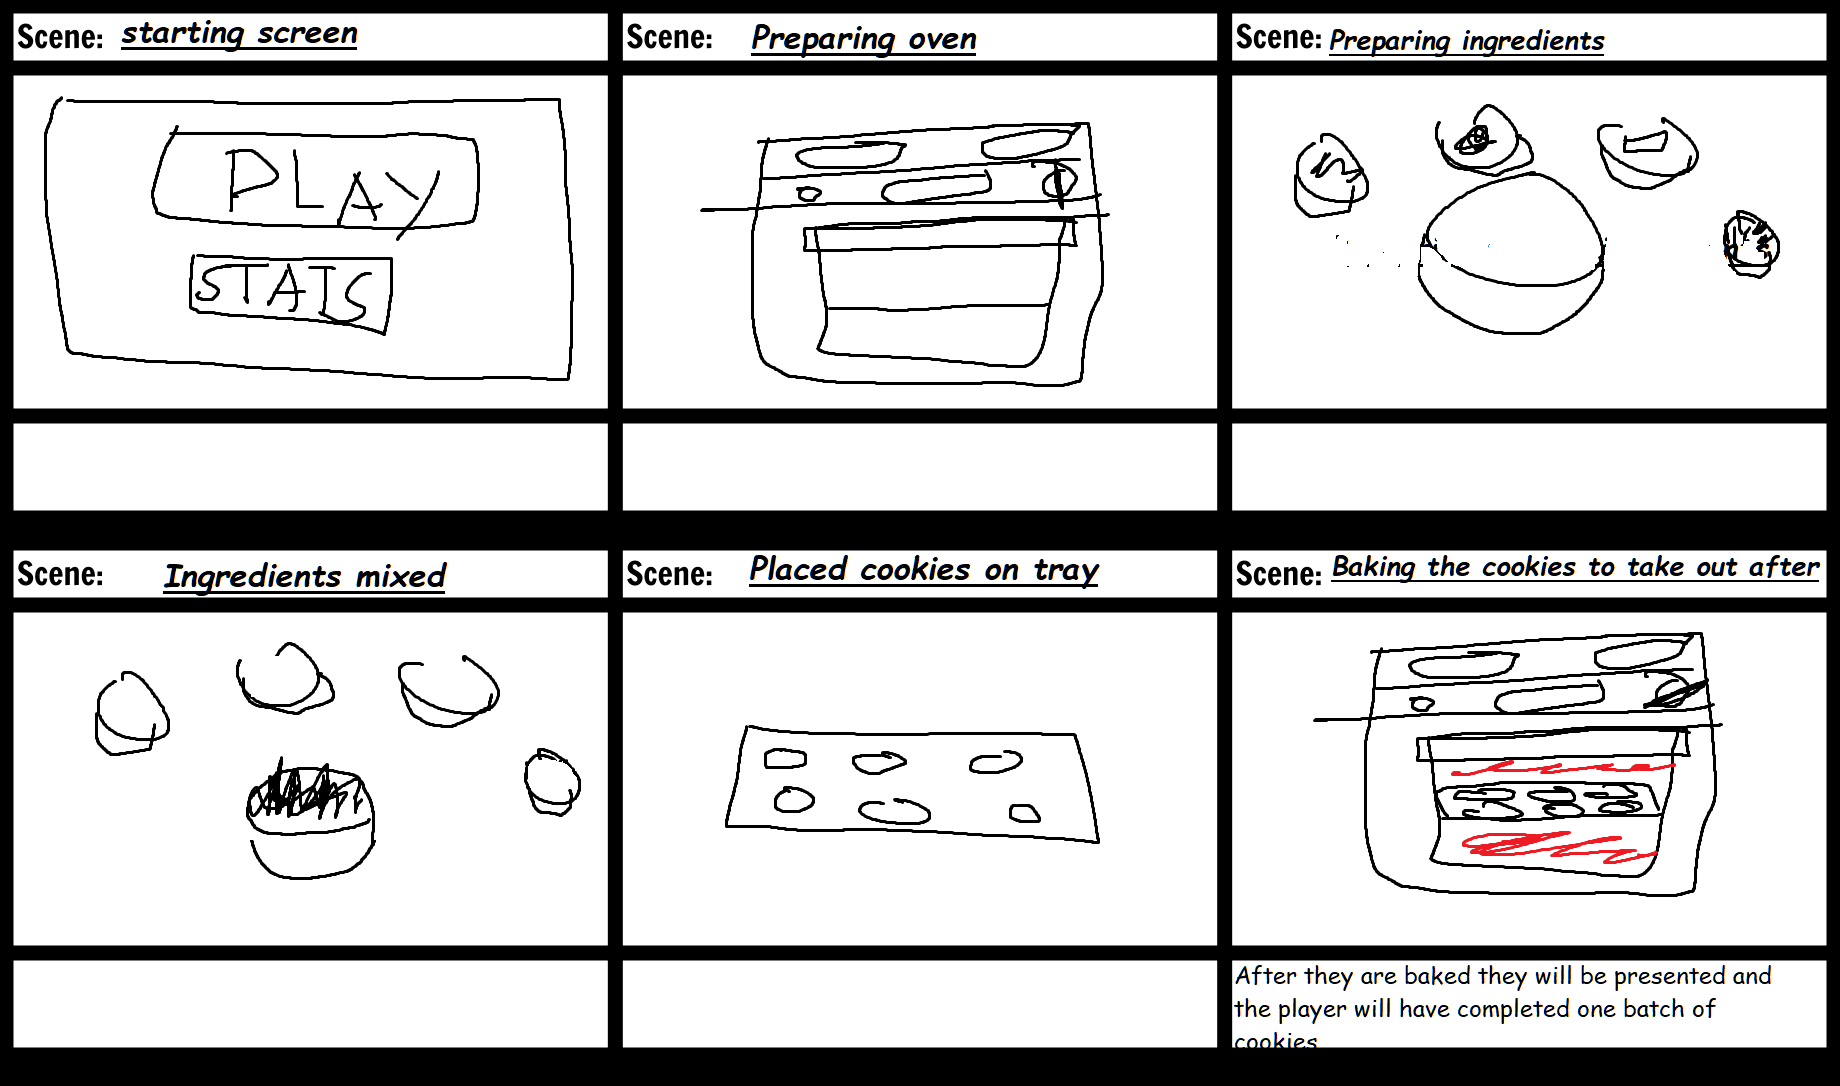 Scene: starting screen
PLAY
STATS
Scene: Preparing oven
Scene: Preparing ingredients
Scene: Ingredients mixed
Scene: Placed cookies on tray
Scene: Baking the cookies to take out after
After they are baked they will be presented and
the player will have completed one batch of
cookies